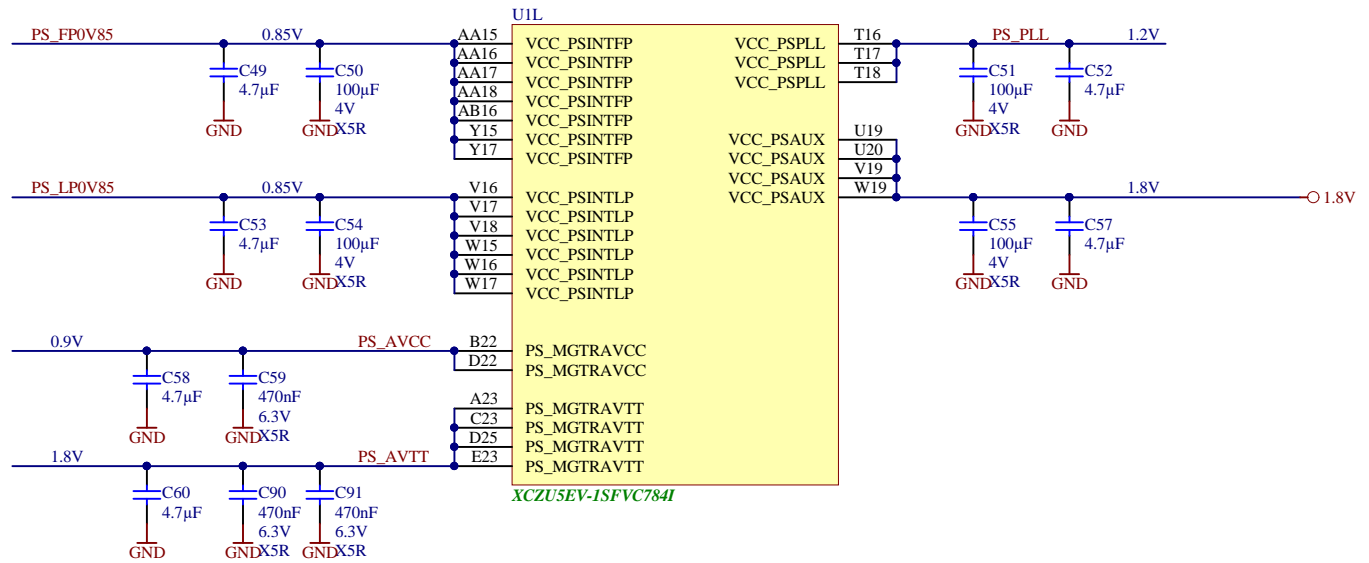 U1L
PS_FP0V85 0.85V AA15 VCC_PSINTFP VCC_PSPLL T16 PS_PLL 1.2V
AA16 VCC_PSINTFP VCC_PSPLL T17
C49 C50 AA17 VCC_PSINTFP VCC_PSPLL T18 C51 C52
4.7µF 100µF AA18 VCC_PSINTFP 100µF 4.7µF
4V AB16 VCC_PSINTFP 4V
GND GND X5R Y15 VCC_PSINTFP VCC_PSAUX U19 GND X5R GND
Y17 VCC_PSINTFP VCC_PSAUX U20
VCC_PSAUX V19
PS_LP0V85 0.85V V16 VCC_PSINTLP VCC_PSAUX W19 1.8V 1.8V
V17 VCC_PSINTLP
C53 C54 V18 VCC_PSINTLP C55 C57
4.7µF 100µF W15 VCC_PSINTLP 100µF 4.7µF
4V W16 VCC_PSINTLP 4V
GND GND X5R W17 VCC_PSINTLP GND X5R GND
0.9V PS_AVCC B22 PS_MGTRAVCC
D22 PS_MGTRAVCC
C58 C59
4.7µF 470nF
6.3V A23 PS_MGTRAVTT
GND GND X5R C23 PS_MGTRAVTT
D25 PS_MGTRAVTT
1.8V PS_AVTT E23 PS_MGTRAVTT
C60 C90 C91 XCZU5EV-1SFVC784I
4.7µF 470nF 470nF
6.3V 6.3V
GND GND X5R GND X5R